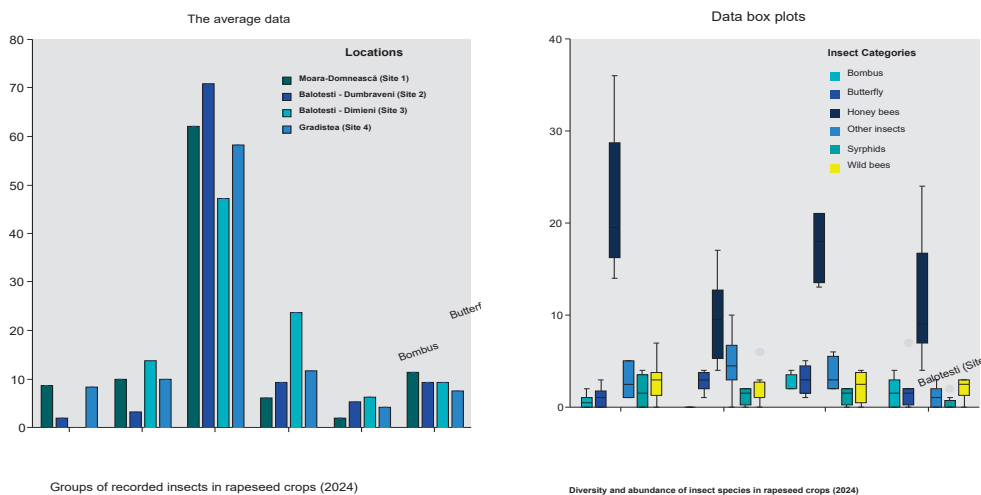 The average data
80
70
60
50
40
30
20
10
0
Locations
Moara-Domnească (Site 1)
Balotesti - Dumbraveni (Site 2)
Balotesti - Dimieni (Site 3)
Gradistea (Site 4)
Bombus
Butterf
Groups of recorded insects in rapeseed crops (2024)
Data box plots
40
30
20
10
0
Insect Categories
Bombus
Butterfly
Honey bees
Other insects
Syrphids
Wild bees
Balotesti (Site
Diversity and abundance of insect species in rapeseed crops (2024)